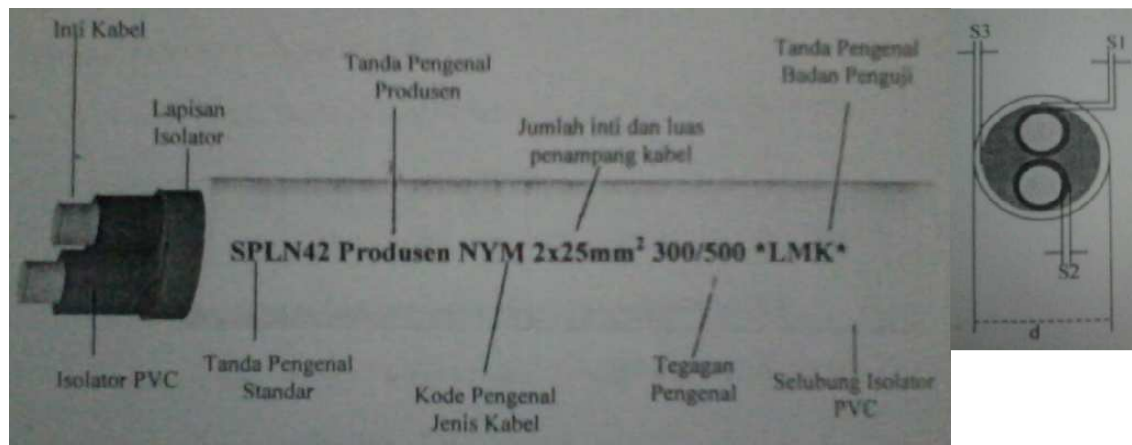 Inti Kabel
Lapisan
Isolator
Tanda Pengenal
Produsen
Jumlah inti dan luas
penampang kabel
Tanda Pengenal
Badan Penguji
SPLN42 Produsen NYM 2x25mm² 300/500 *LMK*
Isolator PVC
Tanda Pengenal
Standar
Kode Pengenal
Jenis Kabel
Tegagan
Pengenal
Selubung Isolator
PVC
S3
S1
S2
d